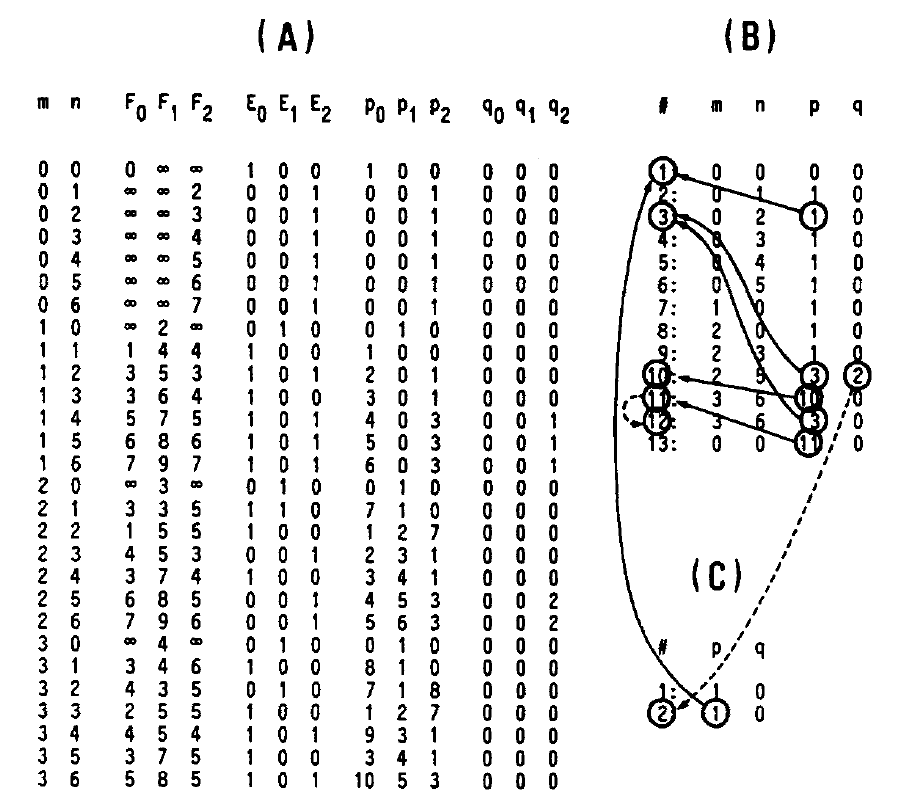 (A)
m n F0 F1 F2 E0 E1 E2 p0 p1 p2 q0 q1 q2
0 0 0 ∞ ∞ 1 0 0 1 0 0 0 0 0
0 1 ∞ ∞ 2 0 0 1 0 0 1 0 0 0
0 2 ∞ ∞ 3 0 0 1 0 0 1 0 0 0
0 3 ∞ ∞ 4 0 0 1 0 0 1 0 0 0
0 4 ∞ ∞ 5 0 0 1 0 0 1 0 0 0
0 5 ∞ ∞ 6 0 0 1 0 0 1 0 0 0
0 6 ∞ ∞ 7 0 0 1 0 0 1 0 0 0
1 0 ∞ 2 ∞ 0 1 0 0 1 0 0 0 0
1 1 1 4 4 1 0 0 1 0 0 0 0 0
1 2 3 5 3 1 0 1 2 0 1 0 0 0
1 3 3 6 4 1 0 0 3 0 1 0 0 0
1 4 5 7 5 1 0 1 4 0 3 0 0 1
1 5 6 8 6 1 0 1 5 0 3 0 0 1
1 6 7 9 7 1 0 1 6 0 3 0 0 1
2 0 ∞ 3 ∞ 0 1 0 0 1 0 0 0 0
2 1 3 3 5 1 1 0 7 1 0 0 0 0
2 2 1 5 5 1 0 0 1 2 7 0 0 0
2 3 4 5 3 0 0 1 2 3 1 0 0 0
2 4 3 7 4 1 0 0 3 4 1 0 0 0
2 5 6 8 5 0 0 1 4 5 3 0 0 2
2 6 7 9 6 0 0 1 5 6 3 0 0 2
3 0 ∞ 4 ∞ 0 1 0 0 1 0 0 0 0
3 1 3 4 6 1 0 0 8 1 0 0 0 0
3 2 4 3 5 0 1 0 7 1 8 0 0 0
3 3 2 5 5 1 0 0 1 2 7 0 0 0
3 4 4 5 4 1 0 1 9 3 1 0 0 0
3 5 3 7 5 1 0 0 3 4 1 0 0 0
3 6 5 8 5 1 0 1 10 5 3 0 0 0
(B)
# m n p q
1 0 0 0 0
2: 0 1 1 0
3 0 2 1 0
4: 0 3 1 0
5: 0 4 1 0
6: 0 5 1 0
7: 1 0 1 0
8: 2 0 1 0
9: 2 3 1 0
10: 2 5 3 2
11: 3 6 10 0
12: 3 6 3 0
13: 0 0 11 0
(C)
# p q
1: 1 0
2 1 0